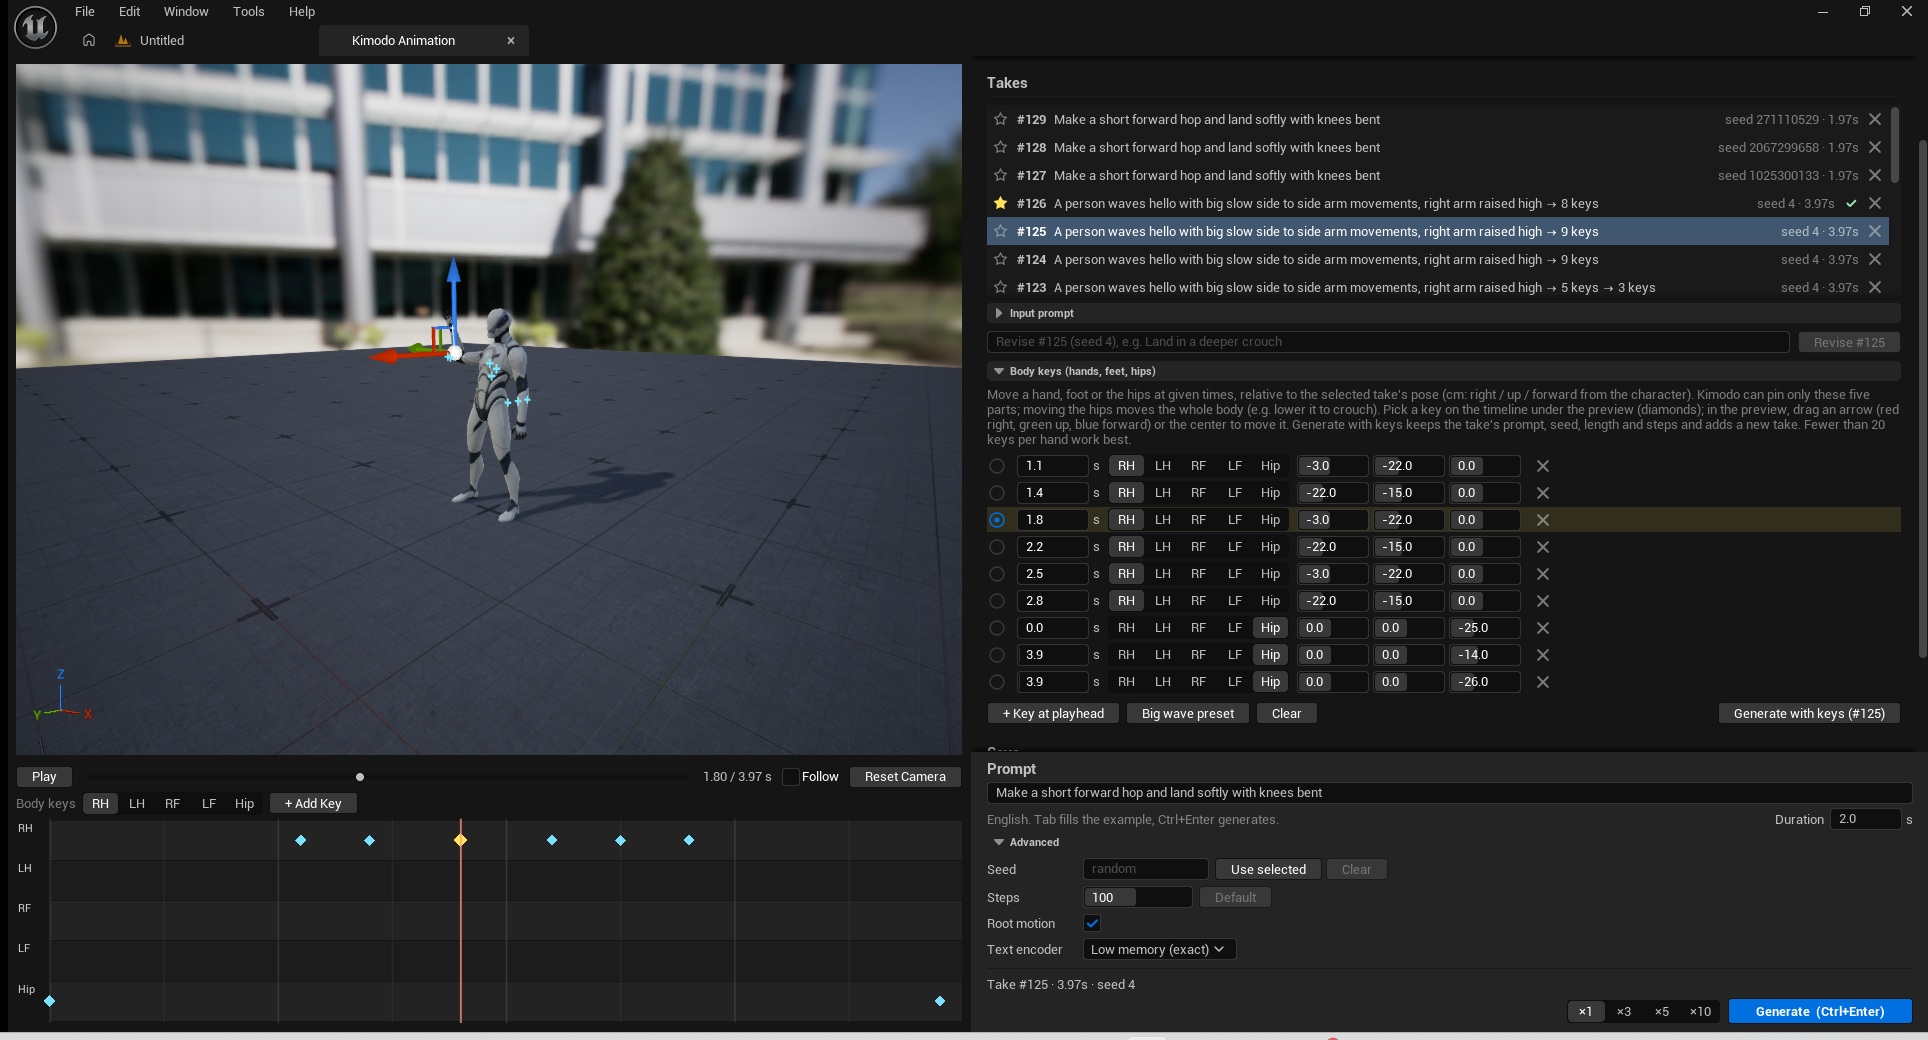 File Edit Window Tools Help
Untitled
Kimodo Animation
Takes
#129 Make a short forward hop and land softly with knees bent seed 271110529 · 1.97s
#128 Make a short forward hop and land softly with knees bent seed 2067299658 · 1.97s
#127 Make a short forward hop and land softly with knees bent seed 1025300133 · 1.97s
#126 A person waves hello with big slow side to side arm movements, right arm raised high → 8 keys seed 4 · 3.97s
#125 A person waves hello with big slow side to side arm movements, right arm raised high → 9 keys seed 4 · 3.97s
#124 A person waves hello with big slow side to side arm movements, right arm raised high → 9 keys seed 4 · 3.97s
#123 A person waves hello with big slow side to side arm movements, right arm raised high → 5 keys → 3 keys seed 4 · 3.97s
Input prompt
Revise #125 (seed 4), e.g. Land in a deeper crouch Revise #125
Body keys (hands, feet, hips)
Move a hand, foot or the hips at given times, relative to the selected take's pose (cm: right / up / forward from the character). Kimodo can pin only these five
parts; moving the hips moves the whole body (e.g. lower it to crouch). Pick a key on the timeline under the preview (diamonds); in the preview, drag an arrow (red
right, green up, blue forward) or the center to move it. Generate with keys keeps the take's prompt, seed, length and steps and adds a new take. Fewer than 20
keys per hand work best.
1.1 s RH LH RF LF Hip -3.0 -22.0 0.0
1.4 s RH LH RF LF Hip -22.0 -15.0 0.0
1.8 s RH LH RF LF Hip -3.0 -22.0 0.0
2.2 s RH LH RF LF Hip -22.0 -15.0 0.0
2.5 s RH LH RF LF Hip -3.0 -22.0 0.0
2.8 s RH LH RF LF Hip -22.0 -15.0 0.0
0.0 s RH LH RF LF Hip 0.0 0.0 -25.0
3.9 s RH LH RF LF Hip 0.0 0.0 -14.0
3.9 s RH LH RF LF Hip 0.0 0.0 -26.0
+ Key at playhead Big wave preset Clear Generate with keys (#125)
Z
Y X
Play 1.80 / 3.97 s Follow Reset Camera
Body keys RH LH RF LF Hip + Add Key
RH
LH
RF
LF
Hip
Prompt
Make a short forward hop and land softly with knees bent
English. Tab fills the example, Ctrl+Enter generates. Duration 2.0 s
Advanced
Seed random Use selected Clear
Steps 100 Default
Root motion
Text encoder Low memory (exact)
Take #125 · 3.97s · seed 4
×1 ×3 ×5 ×10 Generate (Ctrl+Enter)